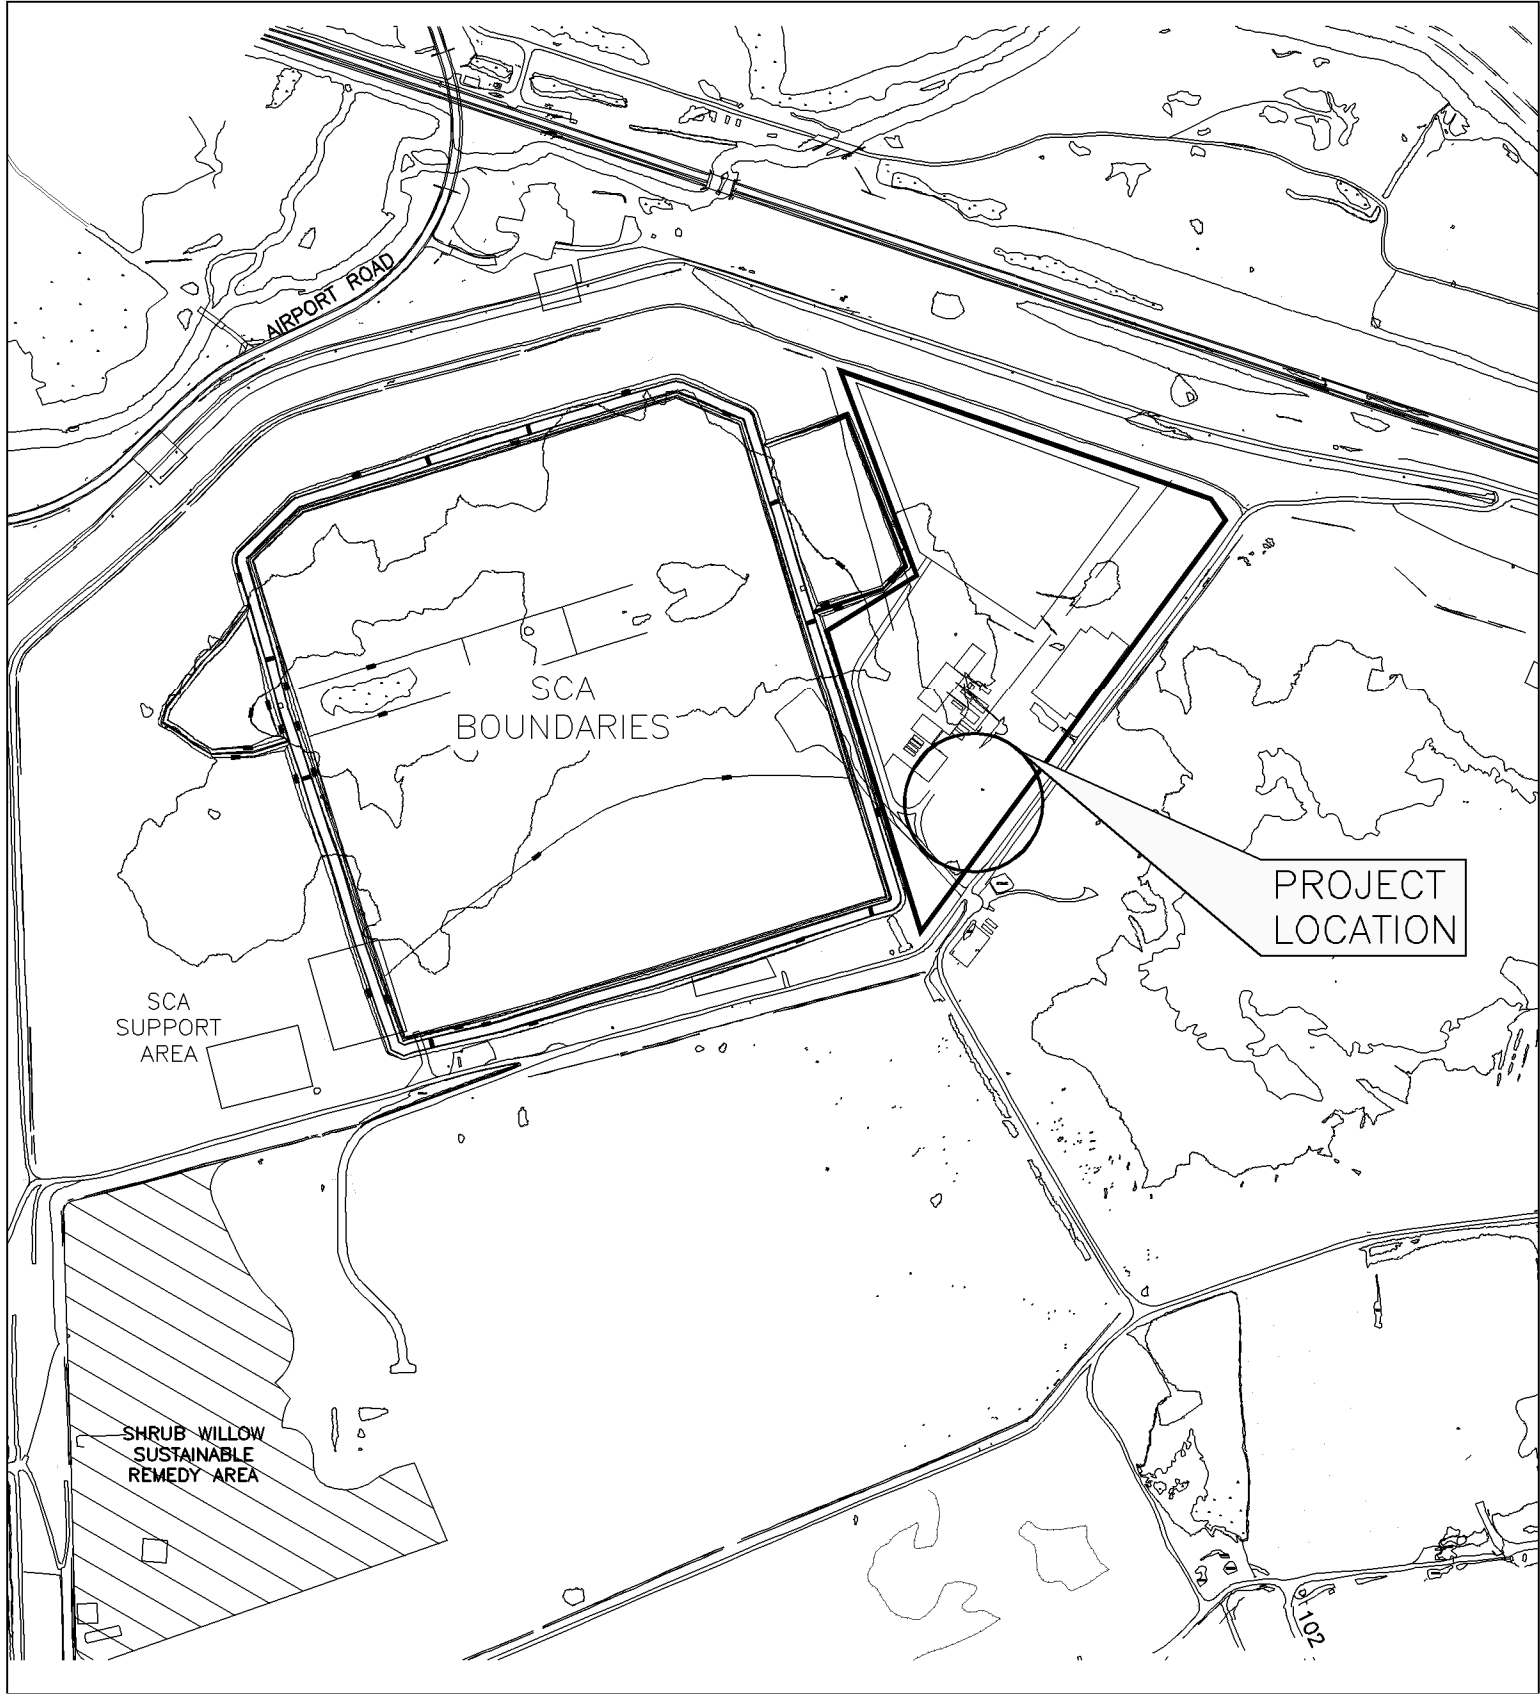 AIRPORT ROAD
SCA
BOUNDARIES
PROJECT
LOCATION
SCA
SUPPORT
AREA
SHRUB WILLOW
SUSTAINABLE
REMEDY AREA
102